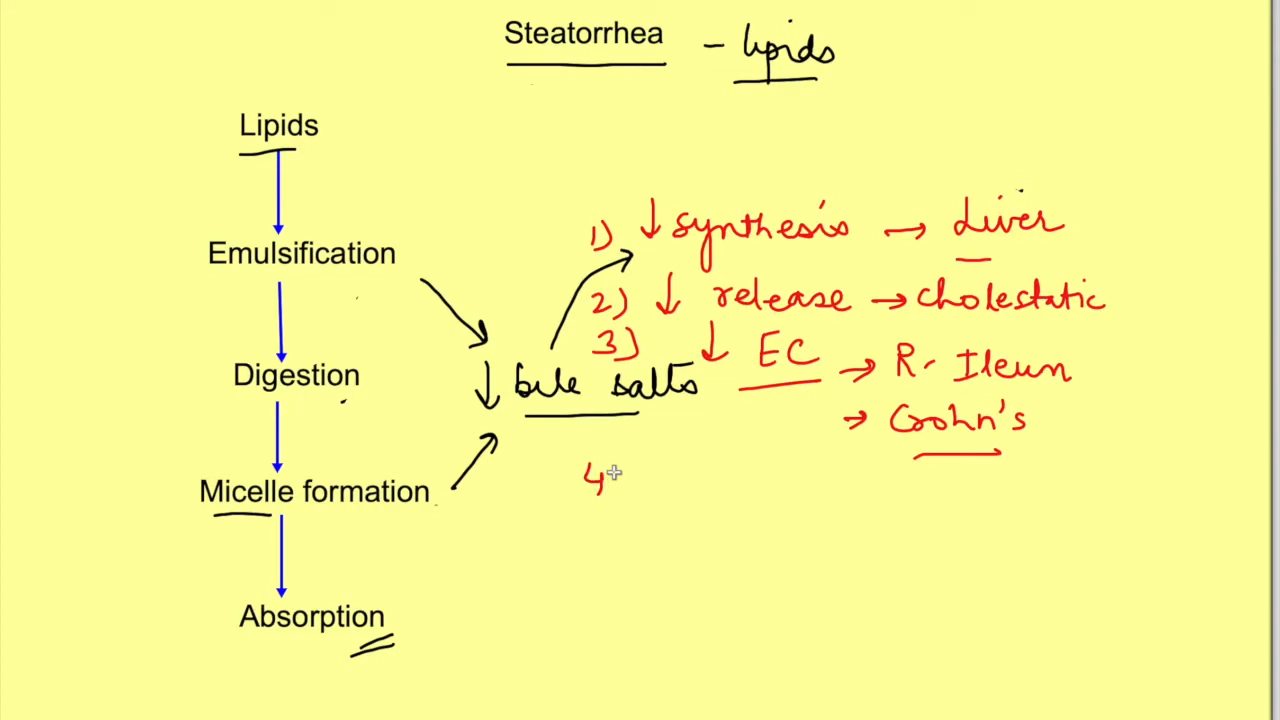 Steatorrhea - lipids
Lipids
1) ↓ synthesis → Liver
Emulsification
2) ↓ release → cholestatic
3) ↓ EC → R. Ileum
Digestion
↓ bile salts
→ Crohn's
4
Micelle formation
Absorption